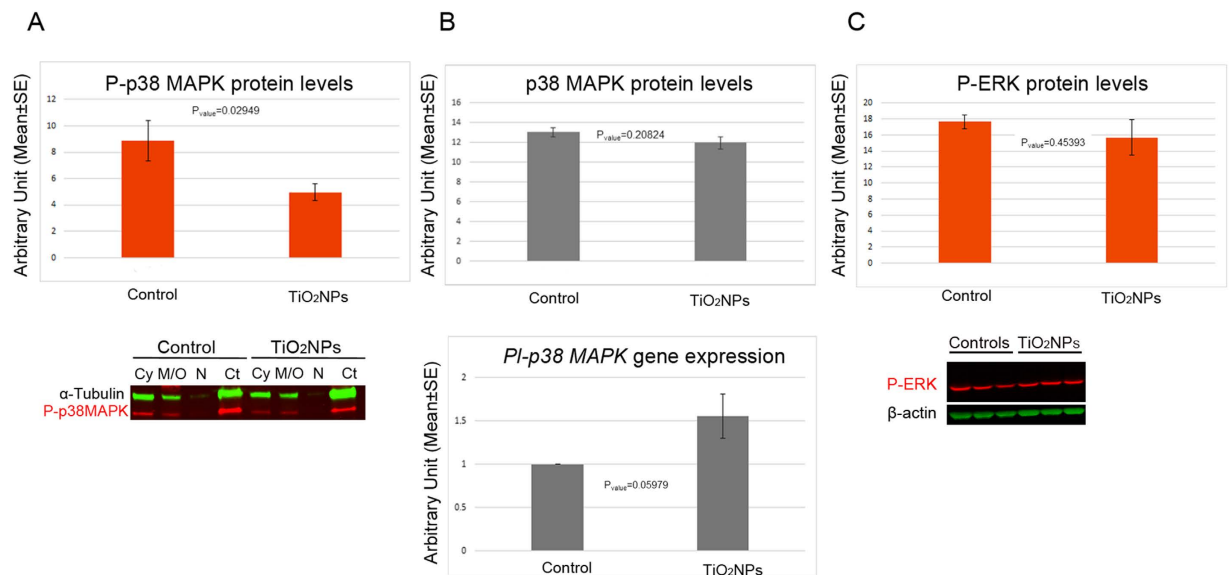 A
P-p38 MAPK protein levels
Arbitrary Unit (Mean±SE)
12
10
8
6
4
2
0
Pvalue=0.02949
Control
TiO2NPs
Control TiO2NPs
Cy M/O N Ct Cy M/O N Ct
α-Tubulin
P-p38MAPK
B
p38 MAPK protein levels
Arbitrary Unit (Mean±SE)
16
14
12
10
8
6
4
2
0
Pvalue=0.20824
Control
TiO2NPs
Pl-p38 MAPK gene expression
Arbitrary Unit (Mean±SE)
2
1.5
1
0.5
0
Pvalue=0.05979
Control
TiO2NPs
C
P-ERK protein levels
Arbitrary Unit (Mean±SE)
20
18
16
14
12
10
8
6
4
2
0
Pvalue=0.45393
Control
TiO2NPs
Controls TiO2NPs
P-ERK
β-actin